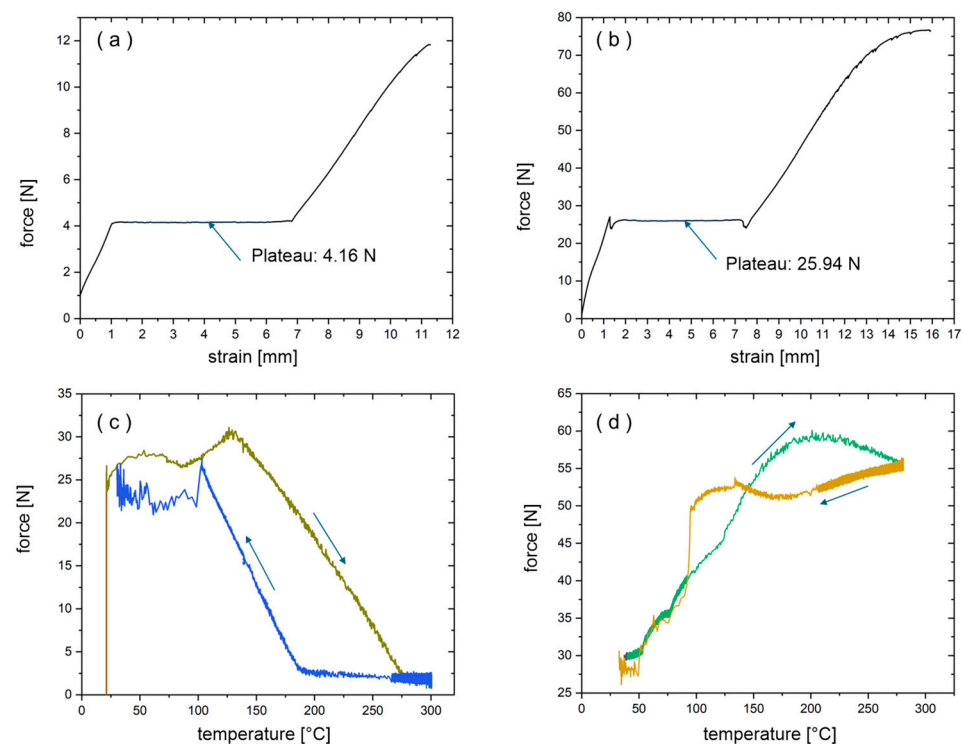 ( a )
12
10
8
6
4
2
0
force [N]
Plateau: 4.16 N
0 1 2 3 4 5 6 7 8 9 10 11 12
strain [mm]
( b )
80
70
60
50
40
30
20
10
0
force [N]
Plateau: 25.94 N
0 1 2 3 4 5 6 7 8 9 10 11 12 13 14 15 16 17
strain [mm]
( c )
35
30
25
20
15
10
5
0
force [N]
0 50 100 150 200 250 300
temperature [°C]
( d )
65
60
55
50
45
40
35
30
25
force [N]
0 50 100 150 200 250 300
temperature [°C]